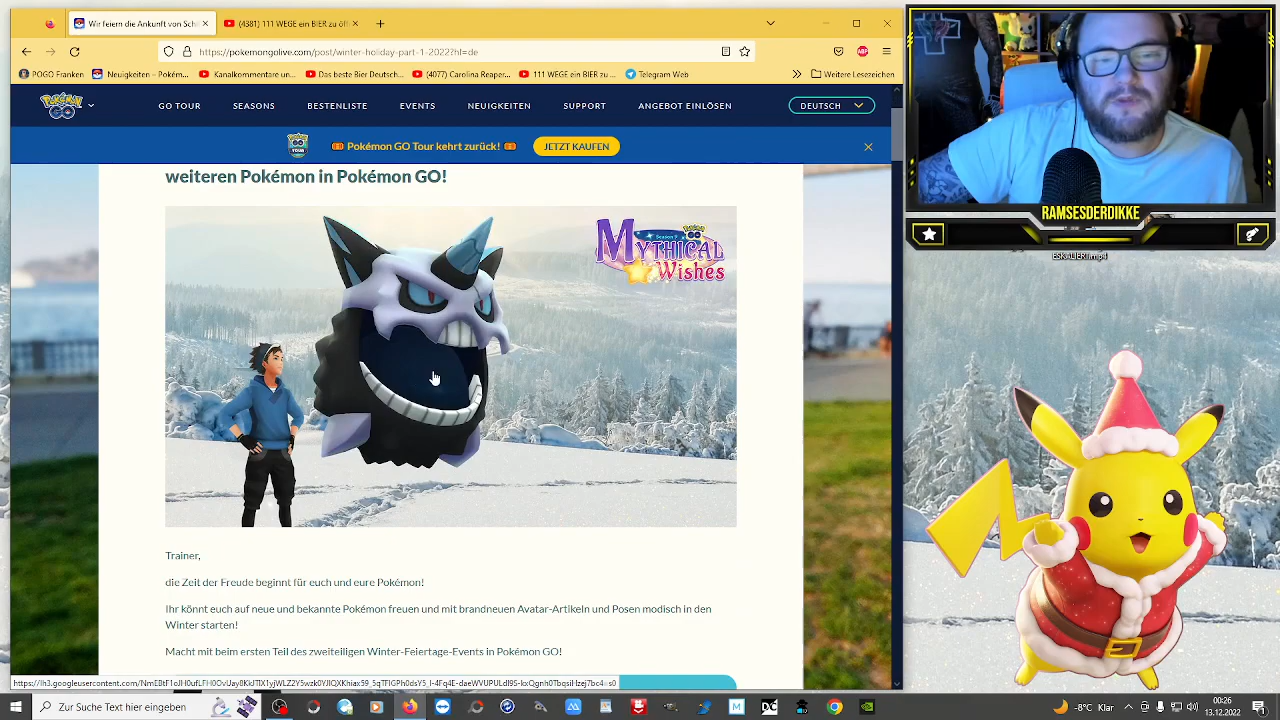 Wir feiern die Ankunft von Sch
(4381) 111 WEGE ein BIER zu
pokemongolive.com/post/winter-holiday-part-1-2022?hl=de
POGO Franken
Neuigkeiten – Pokém...
Kanalkommentare un...
Das beste Bier Deutsch...
(4077) Carolina Reaper...
111 WEGE ein BIER zu ...
Telegram Web
Weitere Lesezeichen
GO TOUR
SEASONS
BESTENLISTE
EVENTS
NEUIGKEITEN
SUPPORT
ANGEBOT EINLÖSEN
DEUTSCH
Pokémon GO Tour kehrt zurück!
JETZT KAUFEN
weiteren Pokémon in Pokémon GO!
Mythical
Wishes
Trainer,
die Zeit der Freude beginnt für euch und eure Pokémon!
Ihr könnt euch auf neue und bekannte Pokémon freuen und mit brandneuen Avatar-Artikeln und Posen modisch in den
Winter starten!
Macht mit beim ersten Teil des zweiteiligen Winter-Feiertage-Events in Pokémon GO!
RAMSESDERDIKKE
Zur Suche Text hier eingeben
-8°C Klar
00:26
13.12.2022